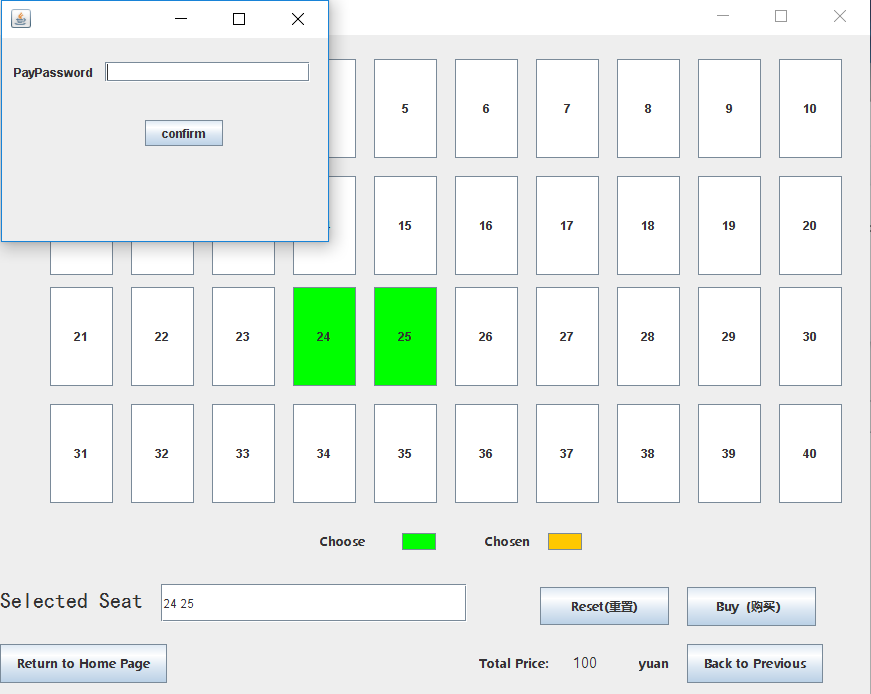 PayPassword
confirm
5 6 7 8 9 10
15 16 17 18 19 20
21 22 23 24 25 26 27 28 29 30
31 32 33 34 35 36 37 38 39 40
Choose Chosen
Selected Seat 24 25 Reset(重置) Buy (购买)
Return to Home Page Total Price: 100 yuan Back to Previous